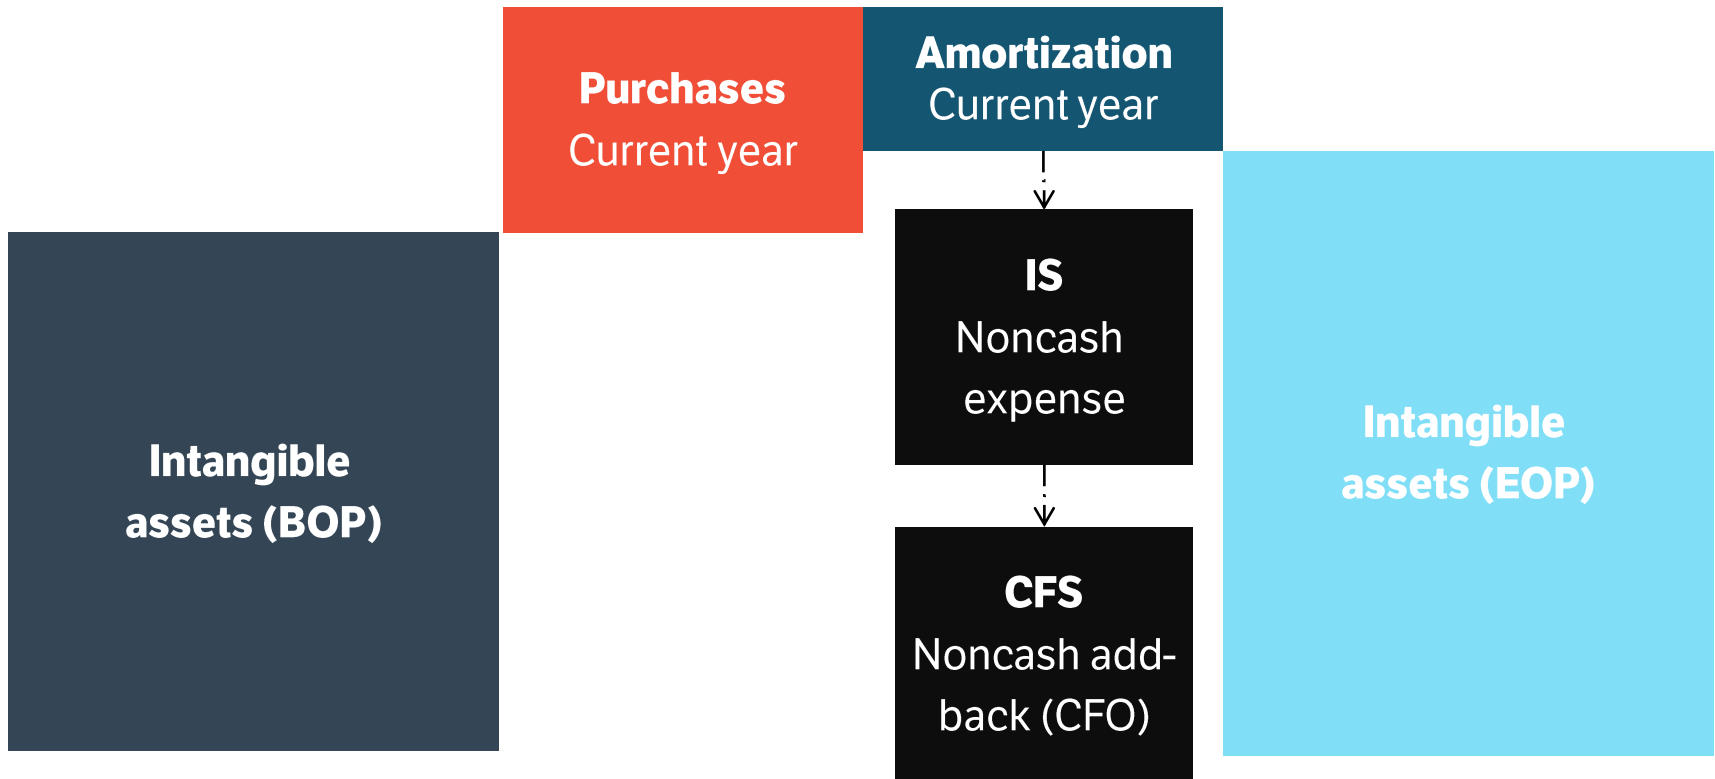 Purchases
Current year
Amortization
Current year
IS
Noncash
expense
CFS
Noncash add-
back (CFO)
Intangible
assets (BOP)
Intangible
assets (EOP)